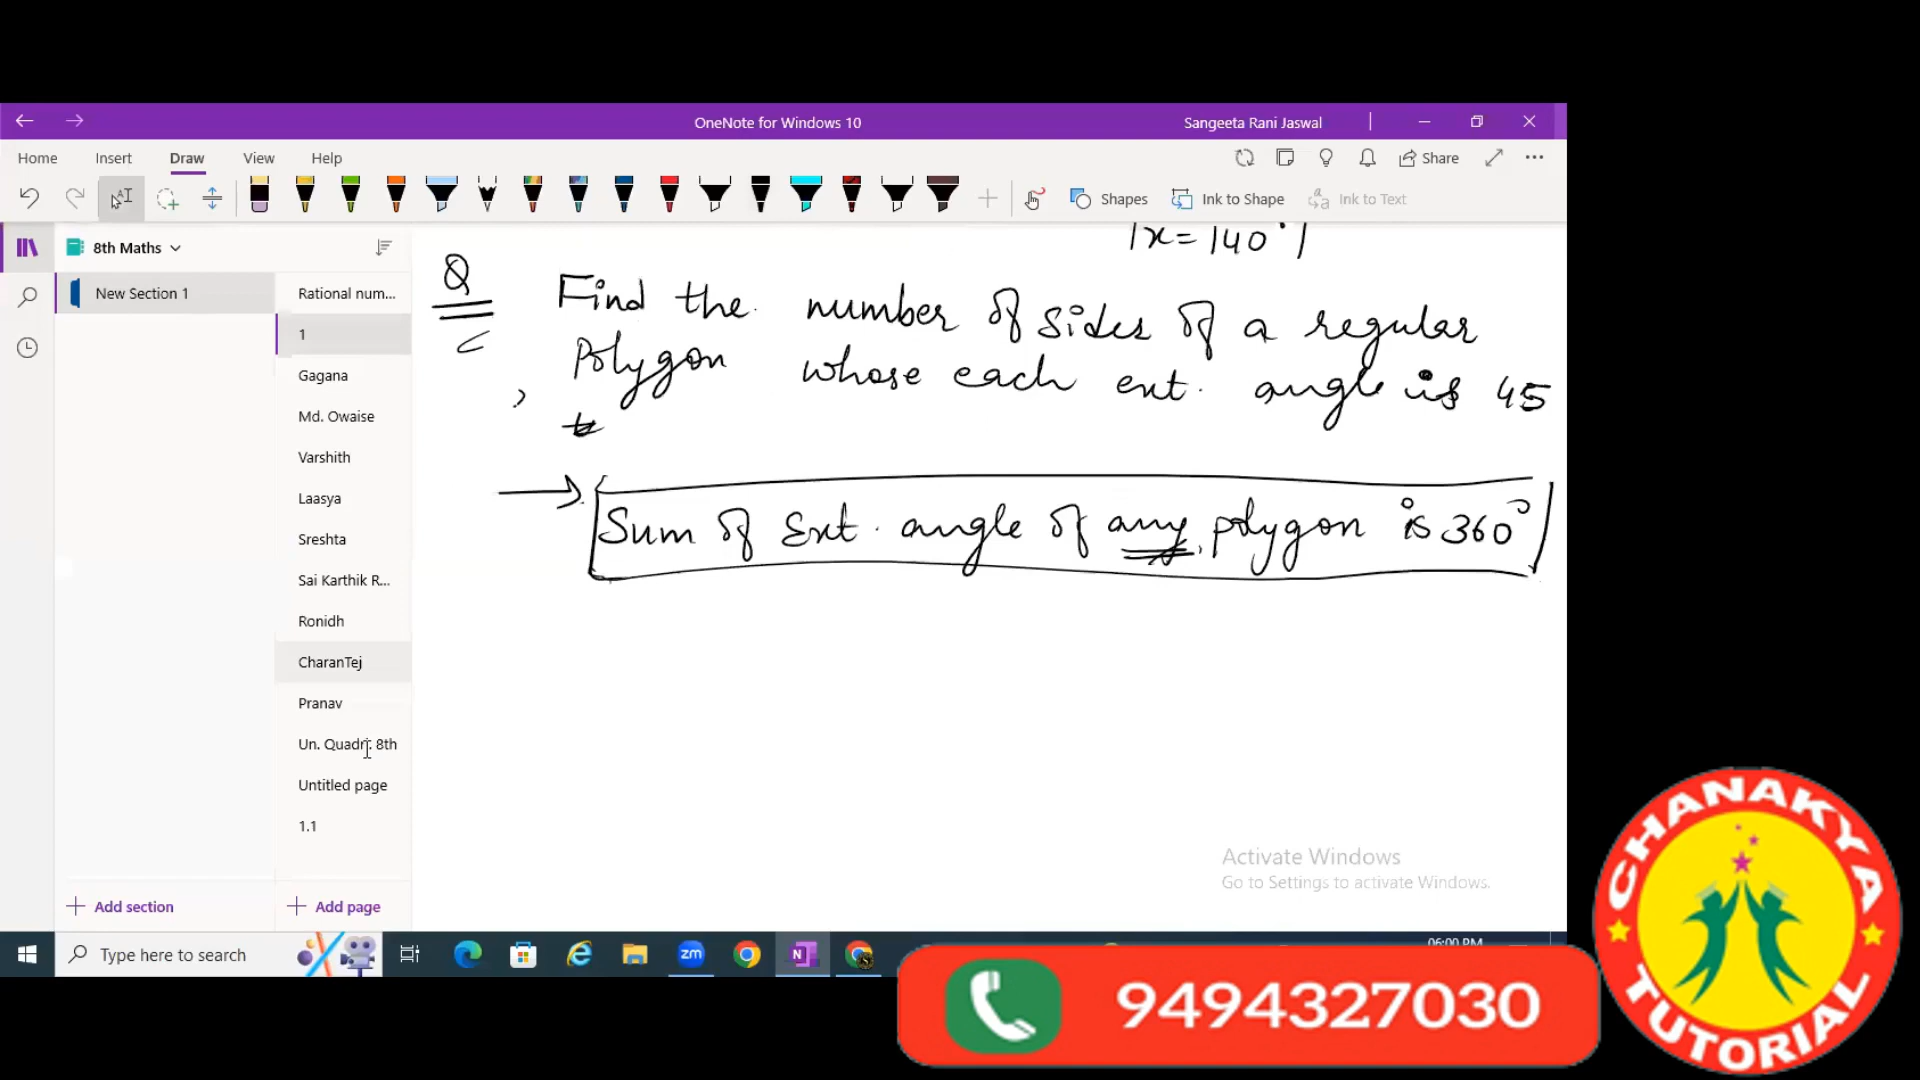 OneNote for Windows 10
Sangeeta Rani Jaswal
Home Insert Draw View Help
Share
Shapes Ink to Shape Ink to Text
8th Maths
New Section 1
Rational num...
1
Gagana
Md. Owaise
Varshith
Laasya
Sreshta
Sai Karthik R...
Ronidh
CharanTej
Pranav
Un. Quadri 8th
Untitled page
1.1
Add section
Add page
x = 140°
Q Find the number of sides of a regular
Polygon whose each ext. angle is 45
Sum of Ext. angle of any polygon is 360°
Activate Windows
Go to Settings to activate Windows.
Type here to search
zm
N
06:00 PM
9494327030
CHANAKYA
TUTORIAL